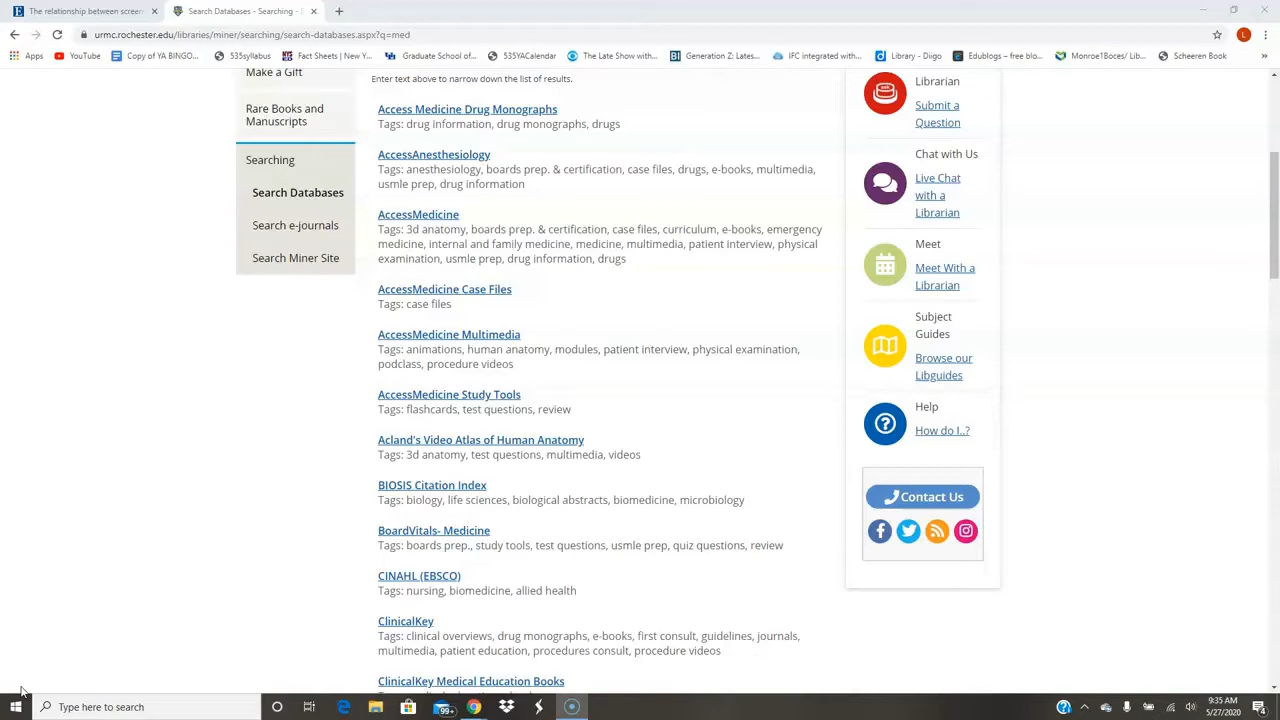 The relationship between screen
Search Databases - Searching - E
urmc.rochester.edu/libraries/miner/searching/search-databases.aspx?q=med
L
Apps
YouTube
Copy of YA BINGO...
535syllabus
Fact Sheets | New Y...
Graduate School of...
535YACalendar
The Late Show with...
Generation Z: Lates...
IFC integrated with...
Library - Diigo
Edublogs – free blo...
Monroe1Boces/ Lib...
Scheeren Book
»
Make a Gift
Rare Books and
Manuscripts
Searching
Search Databases
Search e-journals
Search Miner Site
Enter text above to narrow down the list of results.
Access Medicine Drug Monographs
Tags: drug information, drug monographs, drugs
AccessAnesthesiology
Tags: anesthesiology, boards prep. & certification, case files, drugs, e-books, multimedia,
usmle prep, drug information
AccessMedicine
Tags: 3d anatomy, boards prep. & certification, case files, curriculum, e-books, emergency
medicine, internal and family medicine, medicine, multimedia, patient interview, physical
examination, usmle prep, drug information, drugs
AccessMedicine Case Files
Tags: case files
AccessMedicine Multimedia
Tags: animations, human anatomy, modules, patient interview, physical examination,
podclass, procedure videos
AccessMedicine Study Tools
Tags: flashcards, test questions, review
Acland's Video Atlas of Human Anatomy
Tags: 3d anatomy, test questions, multimedia, videos
BIOSIS Citation Index
Tags: biology, life sciences, biological abstracts, biomedicine, microbiology
BoardVitals- Medicine
Tags: boards prep., study tools, test questions, usmle prep, quiz questions, review
CINAHL (EBSCO)
Tags: nursing, biomedicine, allied health
ClinicalKey
Tags: clinical overviews, drug monographs, e-books, first consult, guidelines, journals,
multimedia, patient education, procedures consult, procedure videos
ClinicalKey Medical Education Books
Librarian
Submit a
Question
Chat with Us
Live Chat
with a
Librarian
Meet
Meet With a
Librarian
Subject
Guides
Browse our
Libguides
Help
How do I..?
Contact Us
Type here to search
99+
9:35 AM
5/27/2020
4